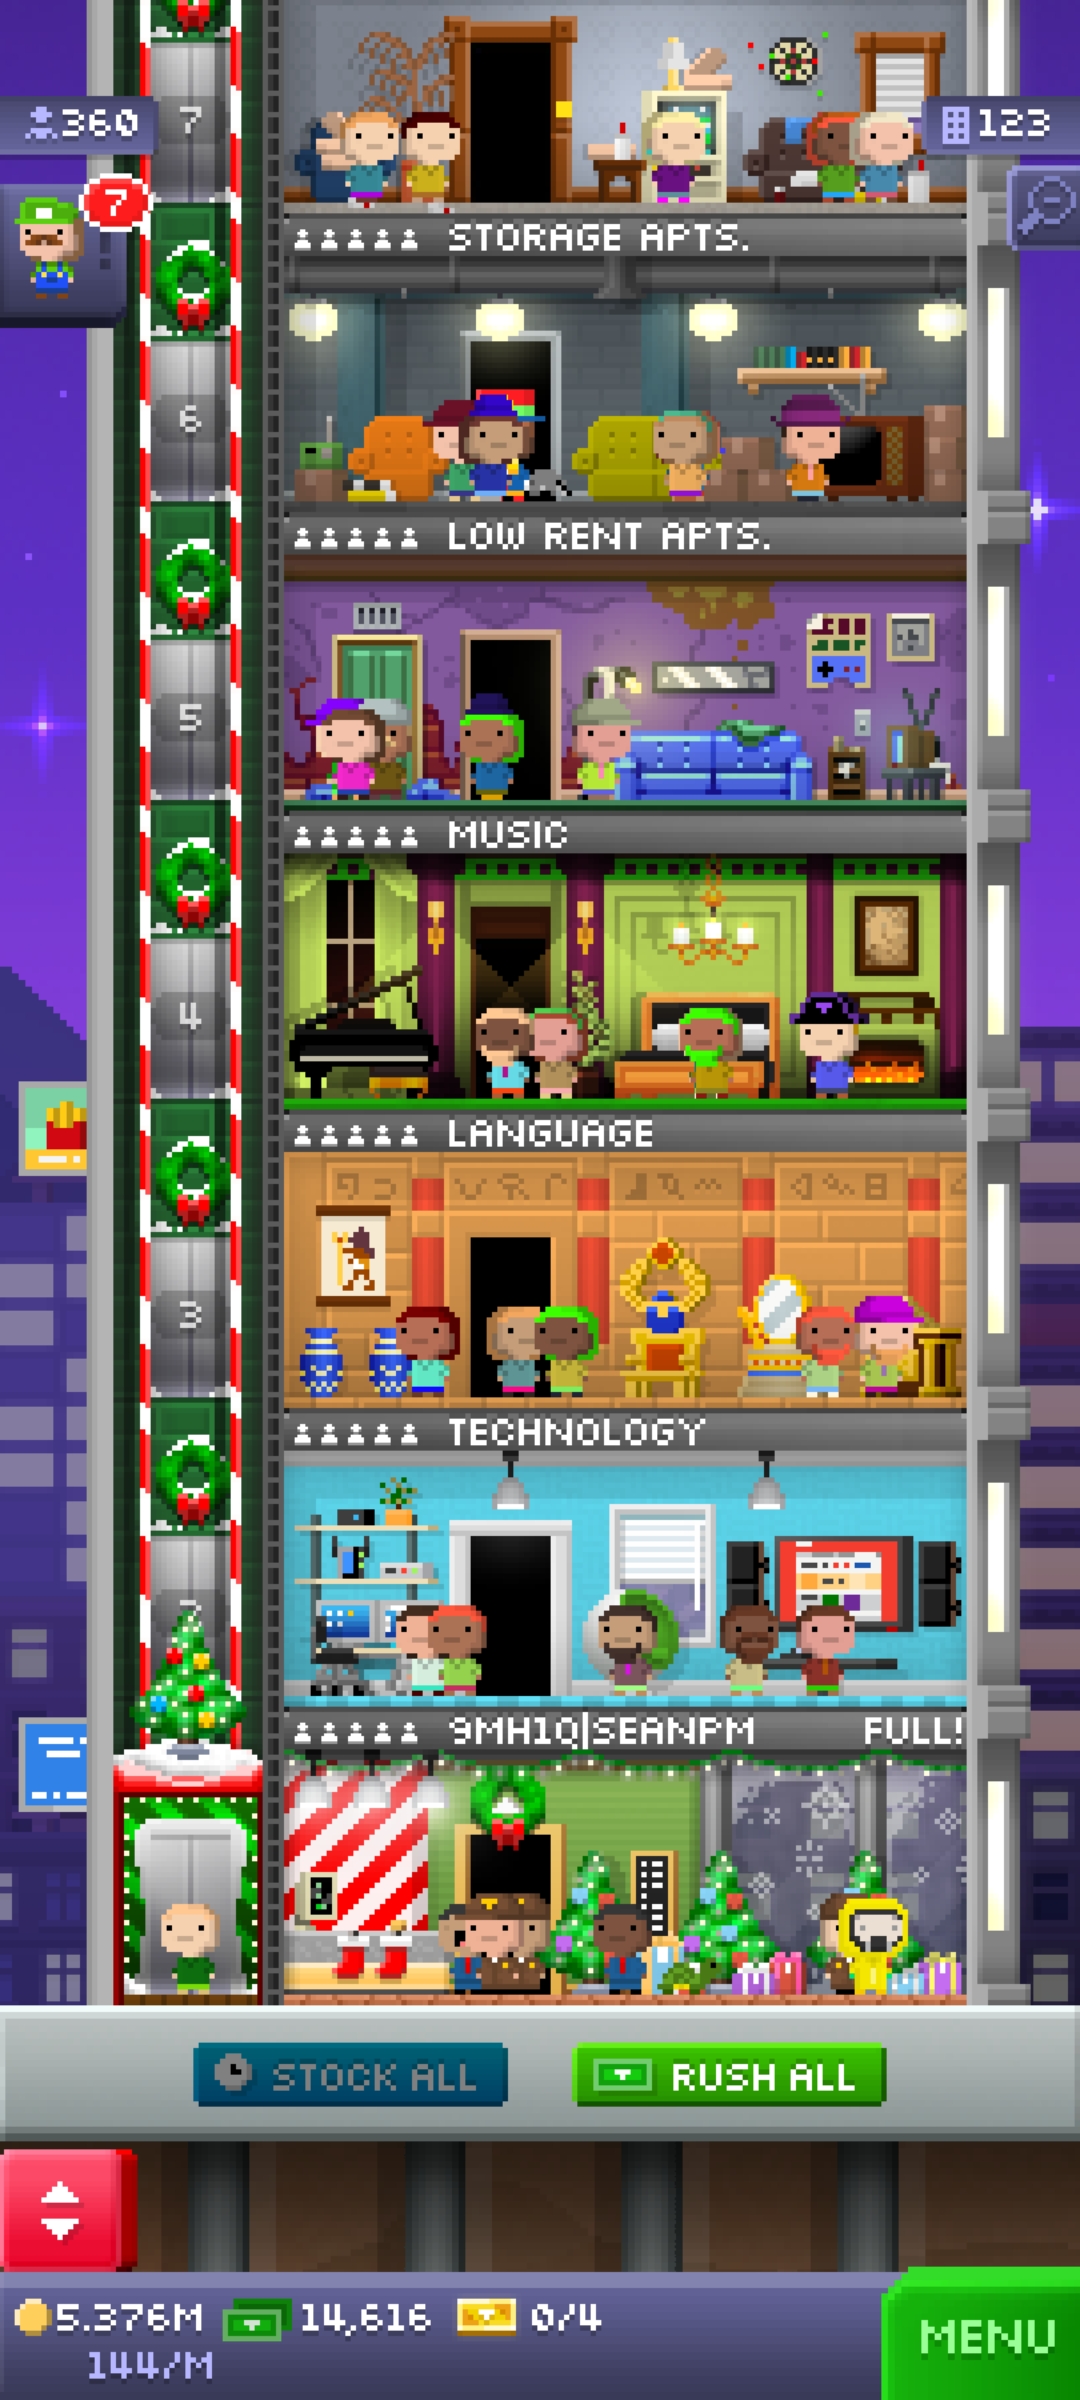 7
360
123
7
STORAGE APTS.
6
LOW RENT APTS.
5
MUSIC
4
LANGUAGE
3
TECHNOLOGY
9MH1Q|SEANPM FULL!
STOCK ALL
RUSH ALL
5.376M 14,616 0/4
144/M
MENU